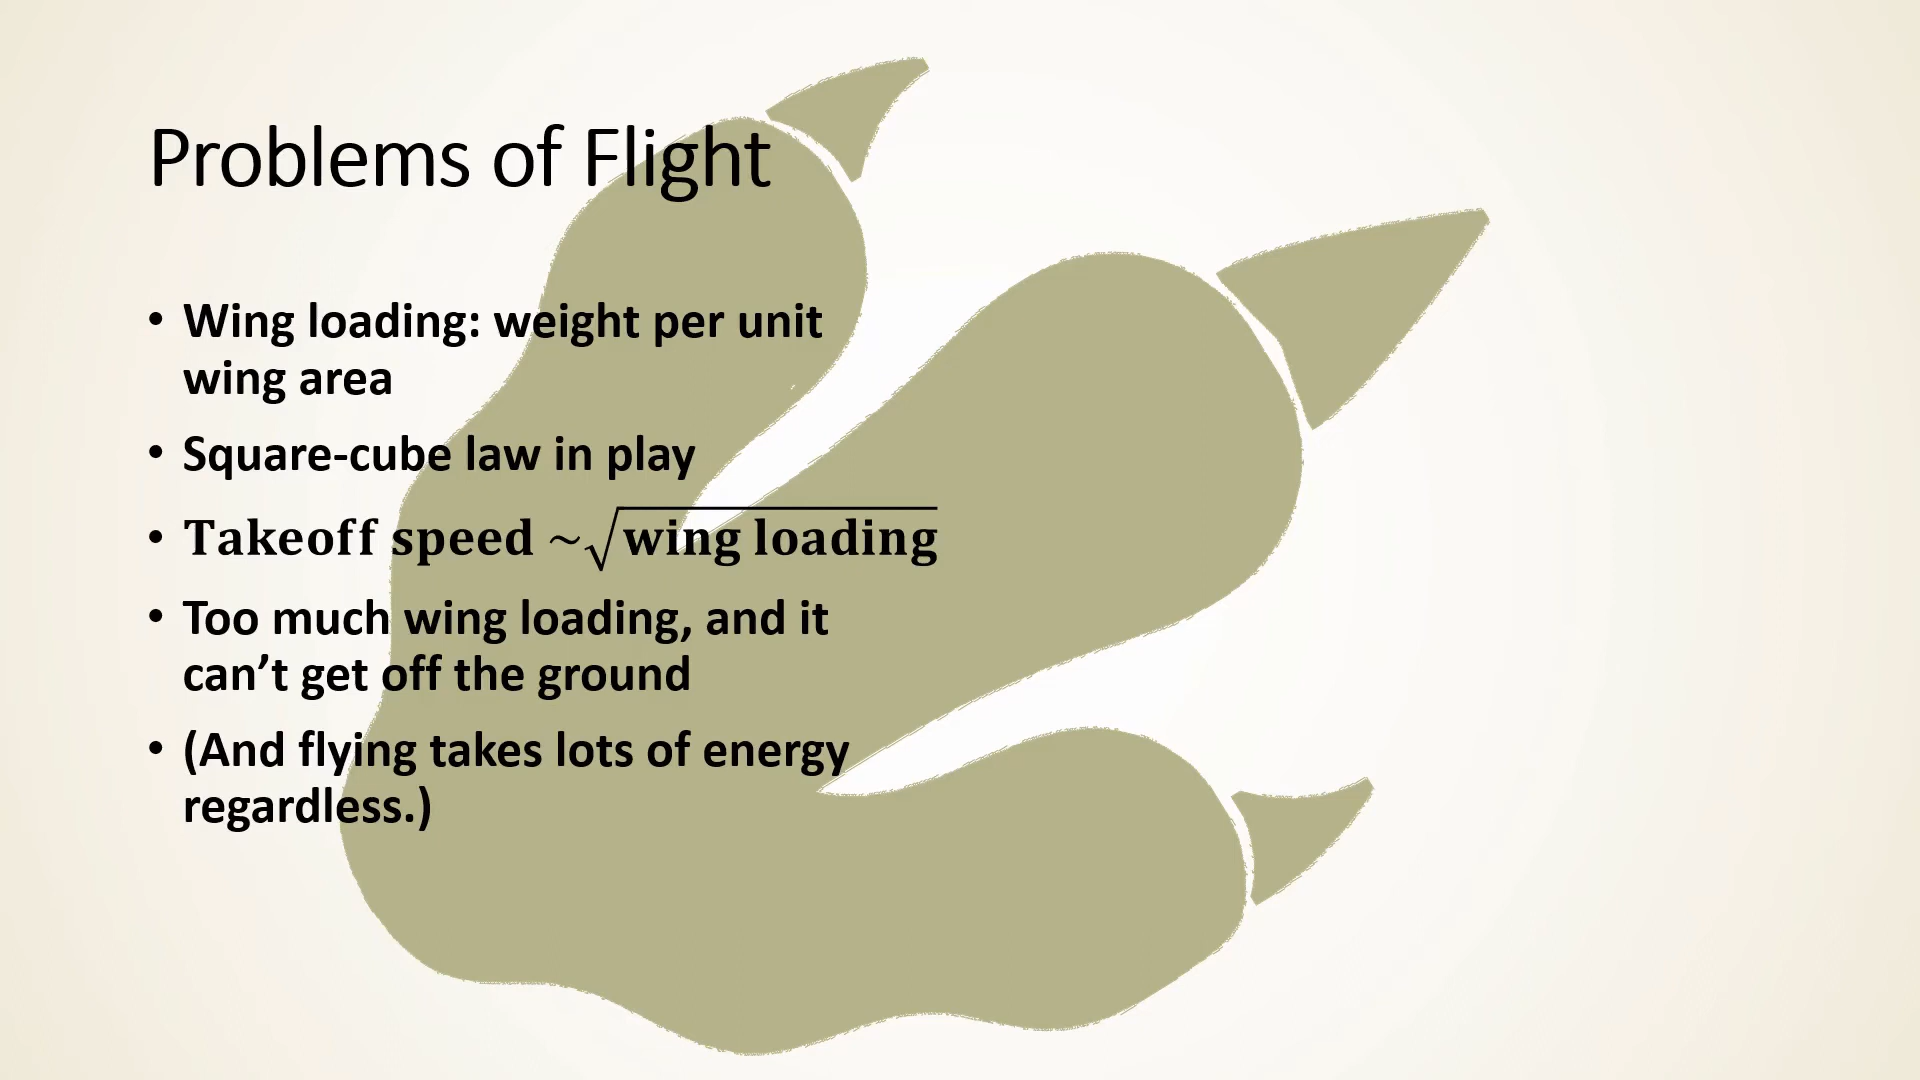 Problems of Flight
• Wing loading: weight per unit
wing area
• Square-cube law in play
• Takeoff speed ~√wing loading
• Too much wing loading, and it
can’t get off the ground
• (And flying takes lots of energy
regardless.)